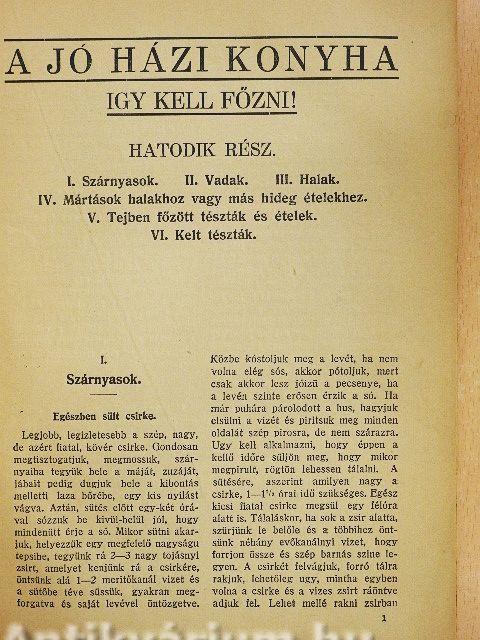 A JÓ HÁZI KONYHA
IGY KELL FŐZNI!
HATODIK RÉSZ.
I. Szárnyasok. II. Vadak. III. Halak.
IV. Mártások halakhoz vagy más hideg ételekhez.
V. Tejben főzött tészták és ételek.
VI. Kelt tészták.
I.
Szárnyasok.
Egészben sült csirke.
Legjobb, legízletesebb a szép, nagy,
de azért fiatal, kövér csirke. Gondosan
megtisztogatjuk, megmossuk, szár-
nyaiba tegyük bele a máját, zuzáját,
jábait pedig dugjuk bele a kibontás
melletti laza bőrébe, egy kis nyilást
vágva. Aztán, sütés előtt egy-két órá-
val sózzuk be kivül-belül jól, hogy
mindenütt érje a só. Mikor sütni akar-
juk, helyezzük egy megfelelő nagyságu
tepsibe, tegyünk rá 2—3 nagy tojásnyi
zsirt, amelyet kenjünk rá a csirkére,
öntsünk alá 1—2 meritőkanál vizet és
a sütőbe téve süssük, gyakran meg-
forgatva és saját levével öntözgetve.
Közbe kóstoljuk meg a levét, ha nem
volna elég sós, akkor pótoljuk, mert
csak akkor lesz jóizü a pecsenye, ha
a levén szinte erősen érzik a só. Ha
már puhára párolodott a hus, hagyjuk
elsülni a vizét és piritsuk meg minden
oldalát szép pirosra, de nem szárazra.
Ugy kell alkalmazni, hogy éppen a
kellő időre süljön meg, hogy mikor
megpirult, rögtön lehessen tálalni. A
sütésére, aszerint amilyen nagy a
csirke, 1—1½ órai idő szükséges. Egész
kicsi fiatal csirke megsül egy félóra
alatt is. Tálaláskor, ha sok a zsir alatta,
szürjünk le belőle és a többihez önt-
sünk néhány evőkanálnyi vizet, hogy
forrjon össze és szép barnás szine le-
gyen. A csirkét felvágjuk, forró tálra
rakjuk, lehetőleg ugy, mintha egyben
volna a csirke és a vizes zsirt ráöntve
adjuk fel. Lehet mellé rakni zsirban
1